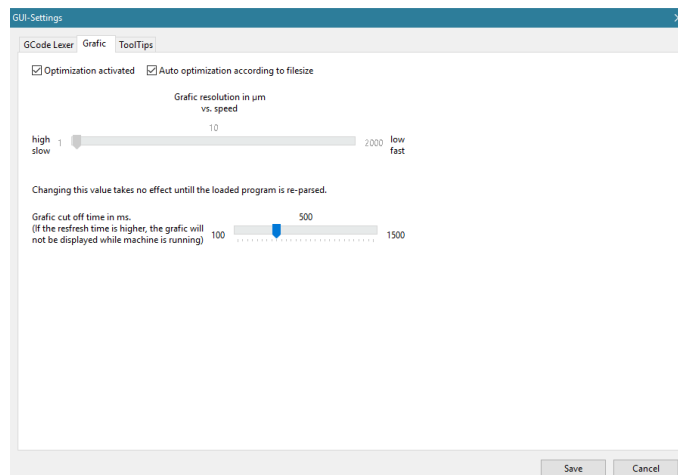 GUI-Settings
GCode Lexer Grafic ToolTips
Optimization activated Auto optimization according to filesize
Grafic resolution in µm
vs. speed
10
high 1 2000 low
slow fast
Changing this value takes no effect untill the loaded program is re-parsed.
Grafic cut off time in ms. 500
(If the resfresh time is higher, the grafic will
not be displayed while machine is running) 100 1500
Save Cancel